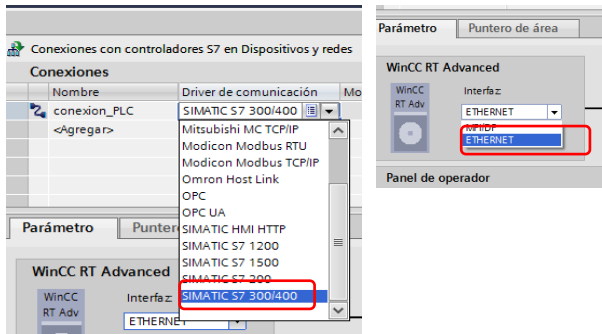 Conexiones con controladores S7 en Dispositivos y redes
Conexiones
Nombre Driver de comunicación Mo
conexion_PLC SIMATIC S7 300/400
<Agregar> Mitsubishi MC TCP/IP
Modicon Modbus RTU
Modicon Modbus TCP/IP
Omron Host Link
OPC
OPC UA
SIMATIC HMI HTTP
SIMATIC S7 1200
SIMATIC S7 1500
SIMATIC S7 200
SIMATIC S7 300/400
Parámetro Punter
WinCC RT Advanced
WinCC Interfaz:
RT Adv
ETHERNET
Parámetro Puntero de área
WinCC RT Advanced
WinCC Interfaz:
RT Adv
ETHERNET
MPI/DP
ETHERNET
Panel de operador